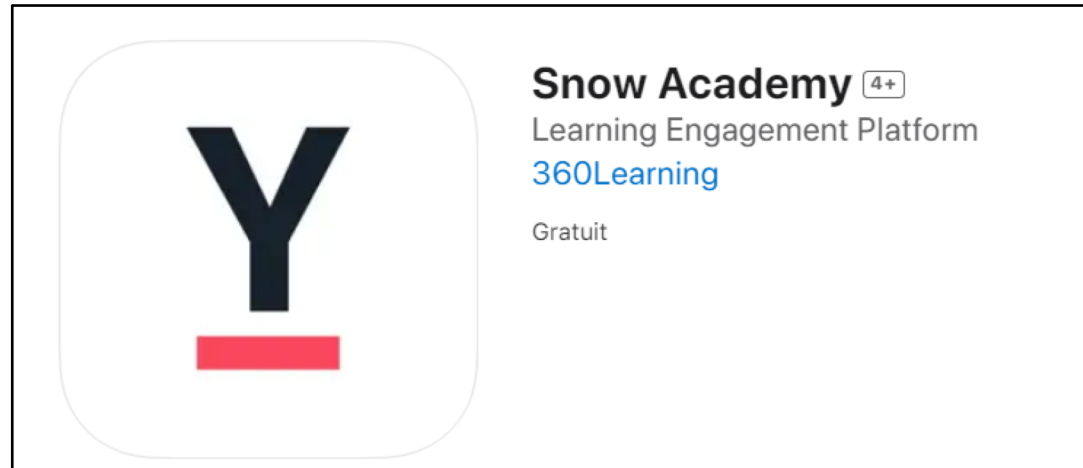 Y
Snow Academy 4+
Learning Engagement Platform
360Learning
Gratuit